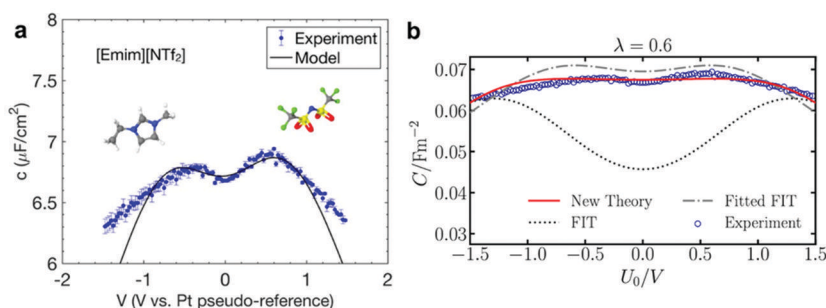 a
[Emim][NTf₂]
Experiment
Model
8
7.5
7
6.5
6
c (μF/cm²)
-2
-1
0
1
2
V (V vs. Pt pseudo-reference)
b
λ = 0.6
0.07
0.06
0.05
0.04
0.03
C/Fm⁻²
New Theory
Fitted FIT
FIT
Experiment
−1.5
−1.0
−0.5
0.0
0.5
1.0
1.5
U₀/V